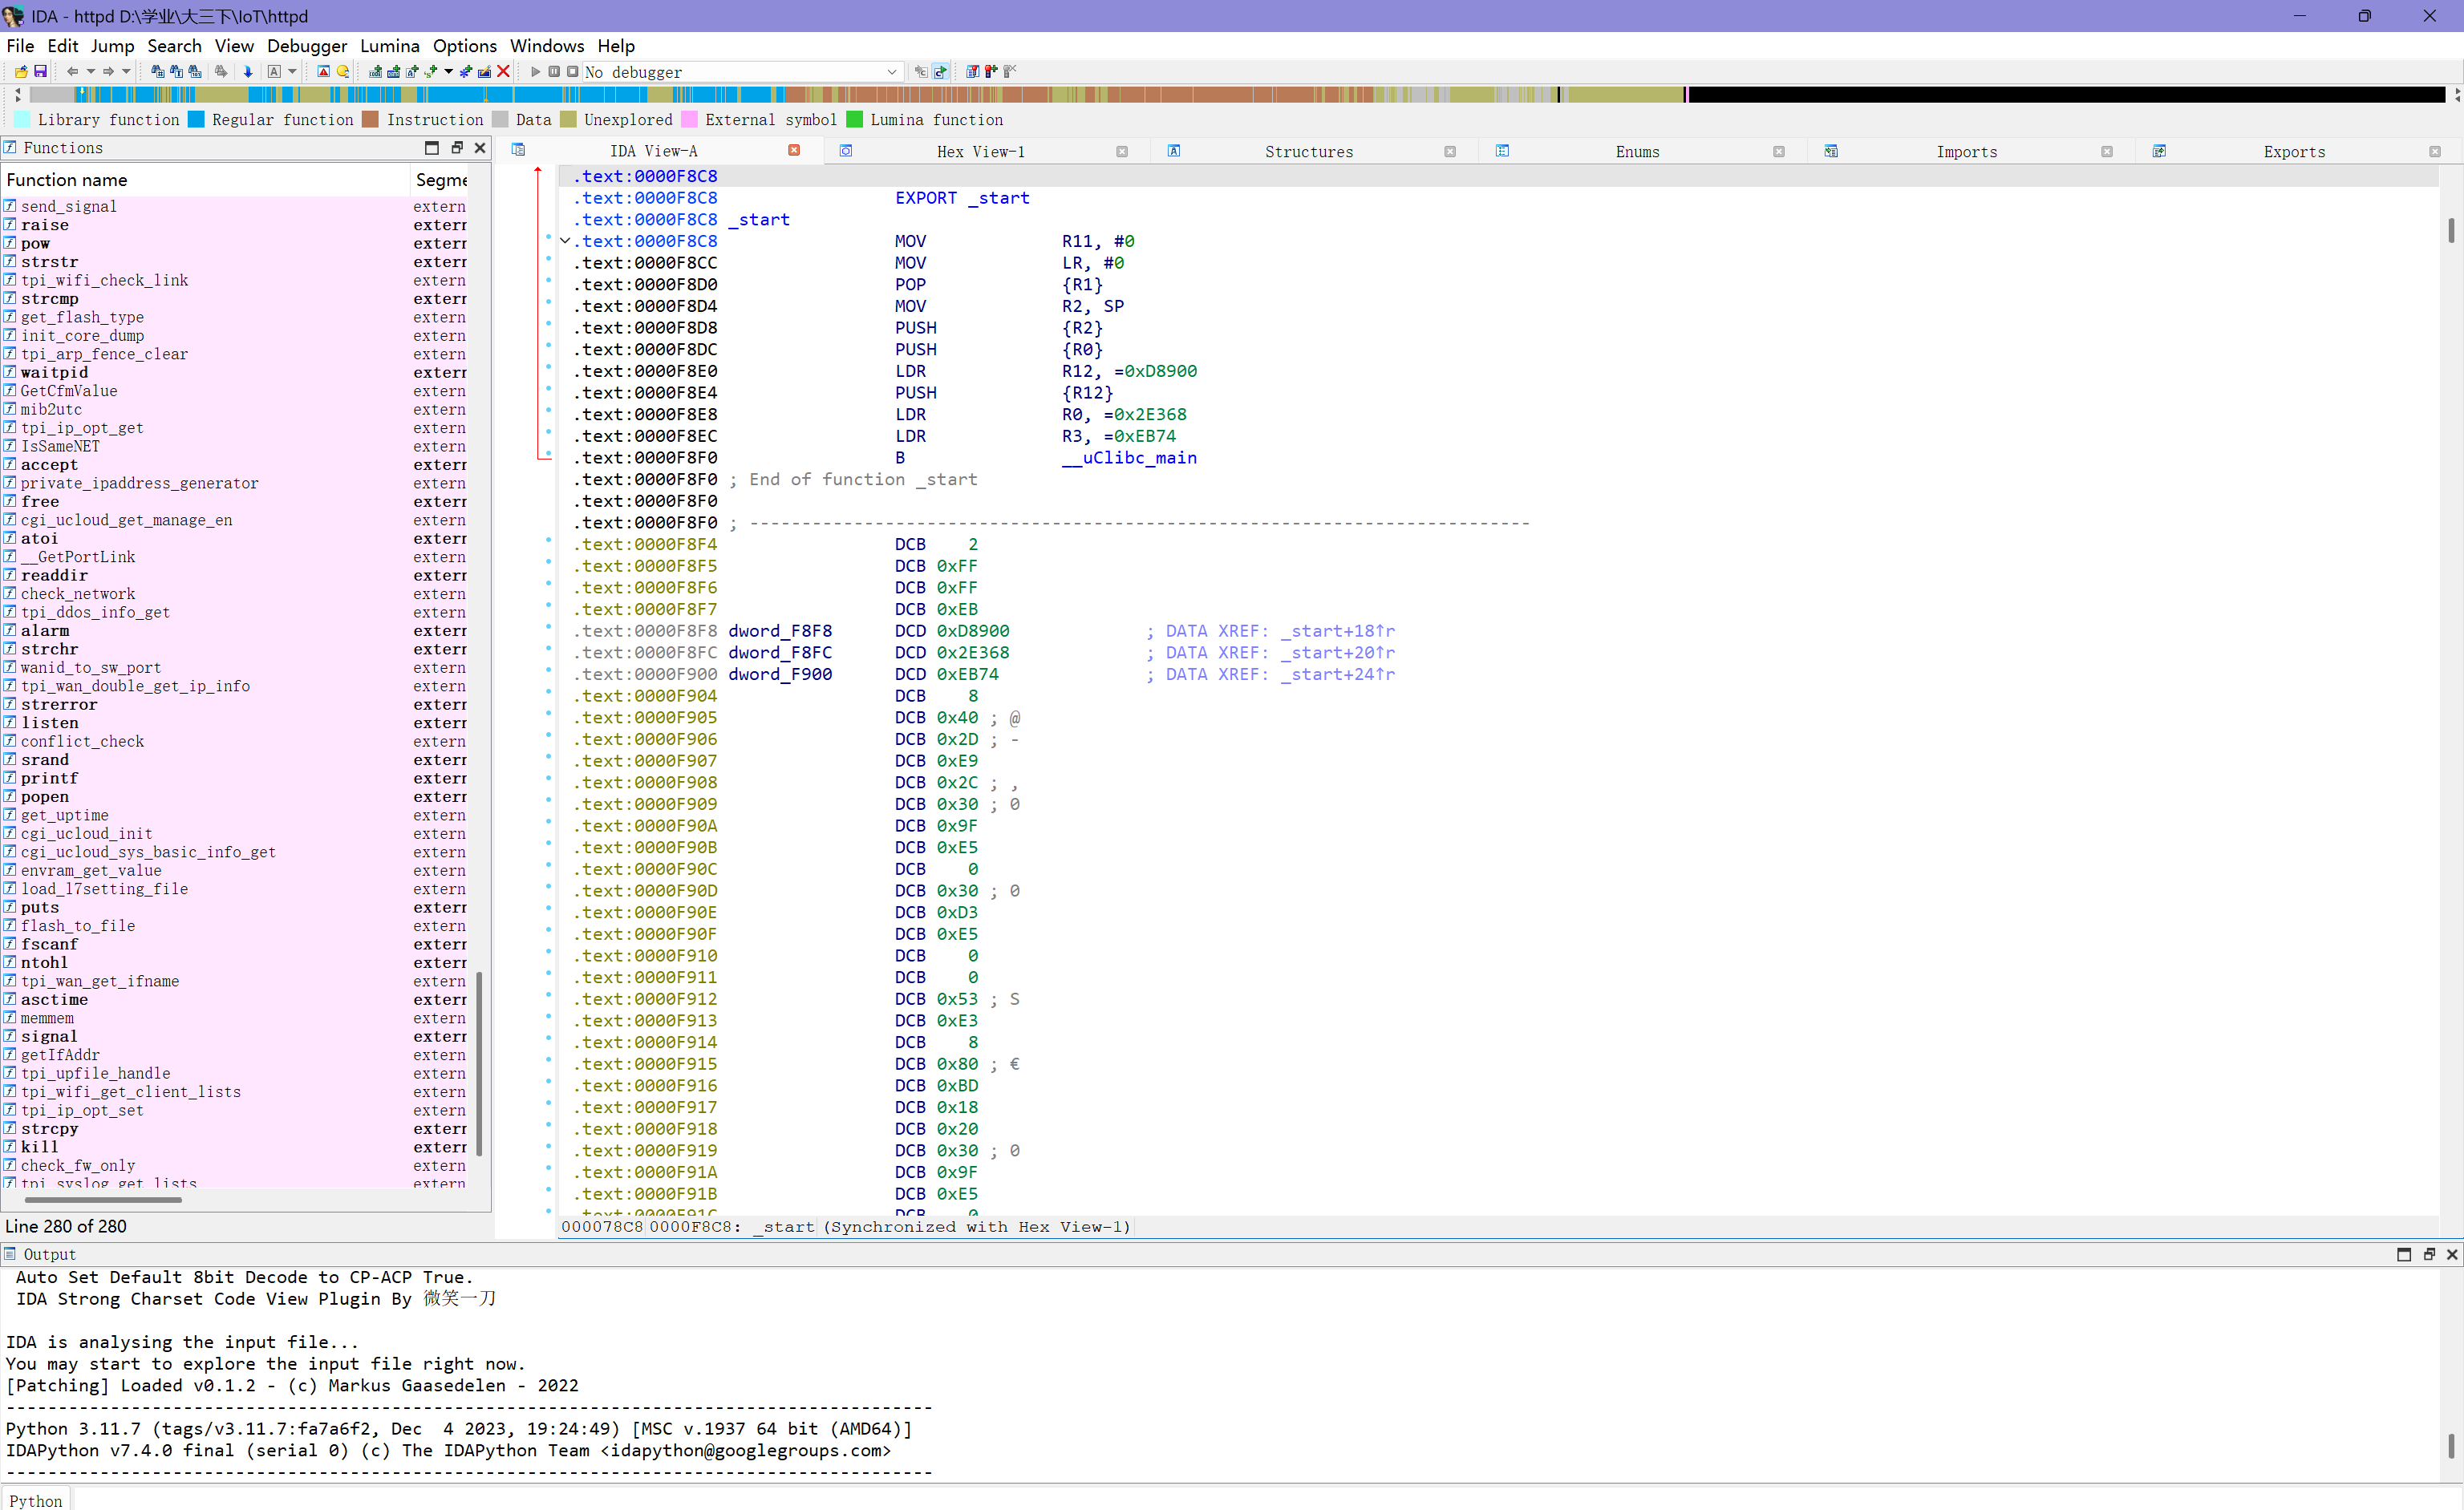 IDA - httpd D:\学业\大三下\IoT\httpd
File Edit Jump Search View Debugger Lumina Options Windows Help
No debugger
Library function Regular function Instruction Data Unexplored External symbol Lumina function
Functions
Function name Segme
send_signal extern
raise extern
pow extern
strstr extern
tpi_wifi_check_link extern
strcmp extern
get_flash_type extern
init_core_dump extern
tpi_arp_fence_clear extern
waitpid extern
GetCfmValue extern
mib2utc extern
tpi_ip_opt_get extern
IsSameNET extern
accept extern
private_ipaddress_generator extern
free extern
cgi_ucloud_get_manage_en extern
atoi extern
__GetPortLink extern
readdir extern
check_network extern
tpi_ddos_info_get extern
alarm extern
strchr extern
wanid_to_sw_port extern
tpi_wan_double_get_ip_info extern
strerror extern
listen extern
conflict_check extern
srand extern
printf extern
popen extern
get_uptime extern
cgi_ucloud_init extern
cgi_ucloud_sys_basic_info_get extern
envram_get_value extern
load_l7setting_file extern
puts extern
flash_to_file extern
fscanf extern
ntohl extern
tpi_wan_get_ifname extern
asctime extern
memmem extern
signal extern
getIfAddr extern
tpi_upfile_handle extern
tpi_wifi_get_client_lists extern
tpi_ip_opt_set extern
strcpy extern
kill extern
check_fw_only extern
tpi_syslog_get_lists extern
Line 280 of 280
IDA View-A Hex View-1 Structures Enums Imports Exports
.text:0000F8C8
.text:0000F8C8 EXPORT _start
.text:0000F8C8 _start
.text:0000F8C8 MOV R11, #0
.text:0000F8CC MOV LR, #0
.text:0000F8D0 POP {R1}
.text:0000F8D4 MOV R2, SP
.text:0000F8D8 PUSH {R2}
.text:0000F8DC PUSH {R0}
.text:0000F8E0 LDR R12, =0xD8900
.text:0000F8E4 PUSH {R12}
.text:0000F8E8 LDR R0, =0x2E368
.text:0000F8EC LDR R3, =0xEB74
.text:0000F8F0 B __uClibc_main
.text:0000F8F0 ; End of function _start
.text:0000F8F0
.text:0000F8F0 ; ---------------------------------------------------------------------------
.text:0000F8F4 DCB 2
.text:0000F8F5 DCB 0xFF
.text:0000F8F6 DCB 0xFF
.text:0000F8F7 DCB 0xEB
.text:0000F8F8 dword_F8F8 DCD 0xD8900 ; DATA XREF: _start+18↑r
.text:0000F8FC dword_F8FC DCD 0x2E368 ; DATA XREF: _start+20↑r
.text:0000F900 dword_F900 DCD 0xEB74 ; DATA XREF: _start+24↑r
.text:0000F904 DCB 8
.text:0000F905 DCB 0x40 ; @
.text:0000F906 DCB 0x2D ; -
.text:0000F907 DCB 0xE9
.text:0000F908 DCB 0x2C ; ,
.text:0000F909 DCB 0x30 ; 0
.text:0000F90A DCB 0x9F
.text:0000F90B DCB 0xE5
.text:0000F90C DCB 0
.text:0000F90D DCB 0x30 ; 0
.text:0000F90E DCB 0xD3
.text:0000F90F DCB 0xE5
.text:0000F910 DCB 0
.text:0000F911 DCB 0
.text:0000F912 DCB 0x53 ; S
.text:0000F913 DCB 0xE3
.text:0000F914 DCB 8
.text:0000F915 DCB 0x80 ; €
.text:0000F916 DCB 0xBD
.text:0000F917 DCB 0x18
.text:0000F918 DCB 0x20
.text:0000F919 DCB 0x30 ; 0
.text:0000F91A DCB 0x9F
.text:0000F91B DCB 0xE5
.text:0000F91C DCB 0
000078C8 0000F8C8: _start (Synchronized with Hex View-1)
Output
Auto Set Default 8bit Decode to CP-ACP True.
IDA Strong Charset Code View Plugin By 微笑一刀
IDA is analysing the input file...
You may start to explore the input file right now.
[Patching] Loaded v0.1.2 - (c) Markus Gaasedelen - 2022
-----------------------------------------------------------------------------------------
Python 3.11.7 (tags/v3.11.7:fa7a6f2, Dec  4 2023, 19:24:49) [MSC v.1937 64 bit (AMD64)]
IDAPython v7.4.0 final (serial 0) (c) The IDAPython Team <idapython@googlegroups.com>
-----------------------------------------------------------------------------------------
Python